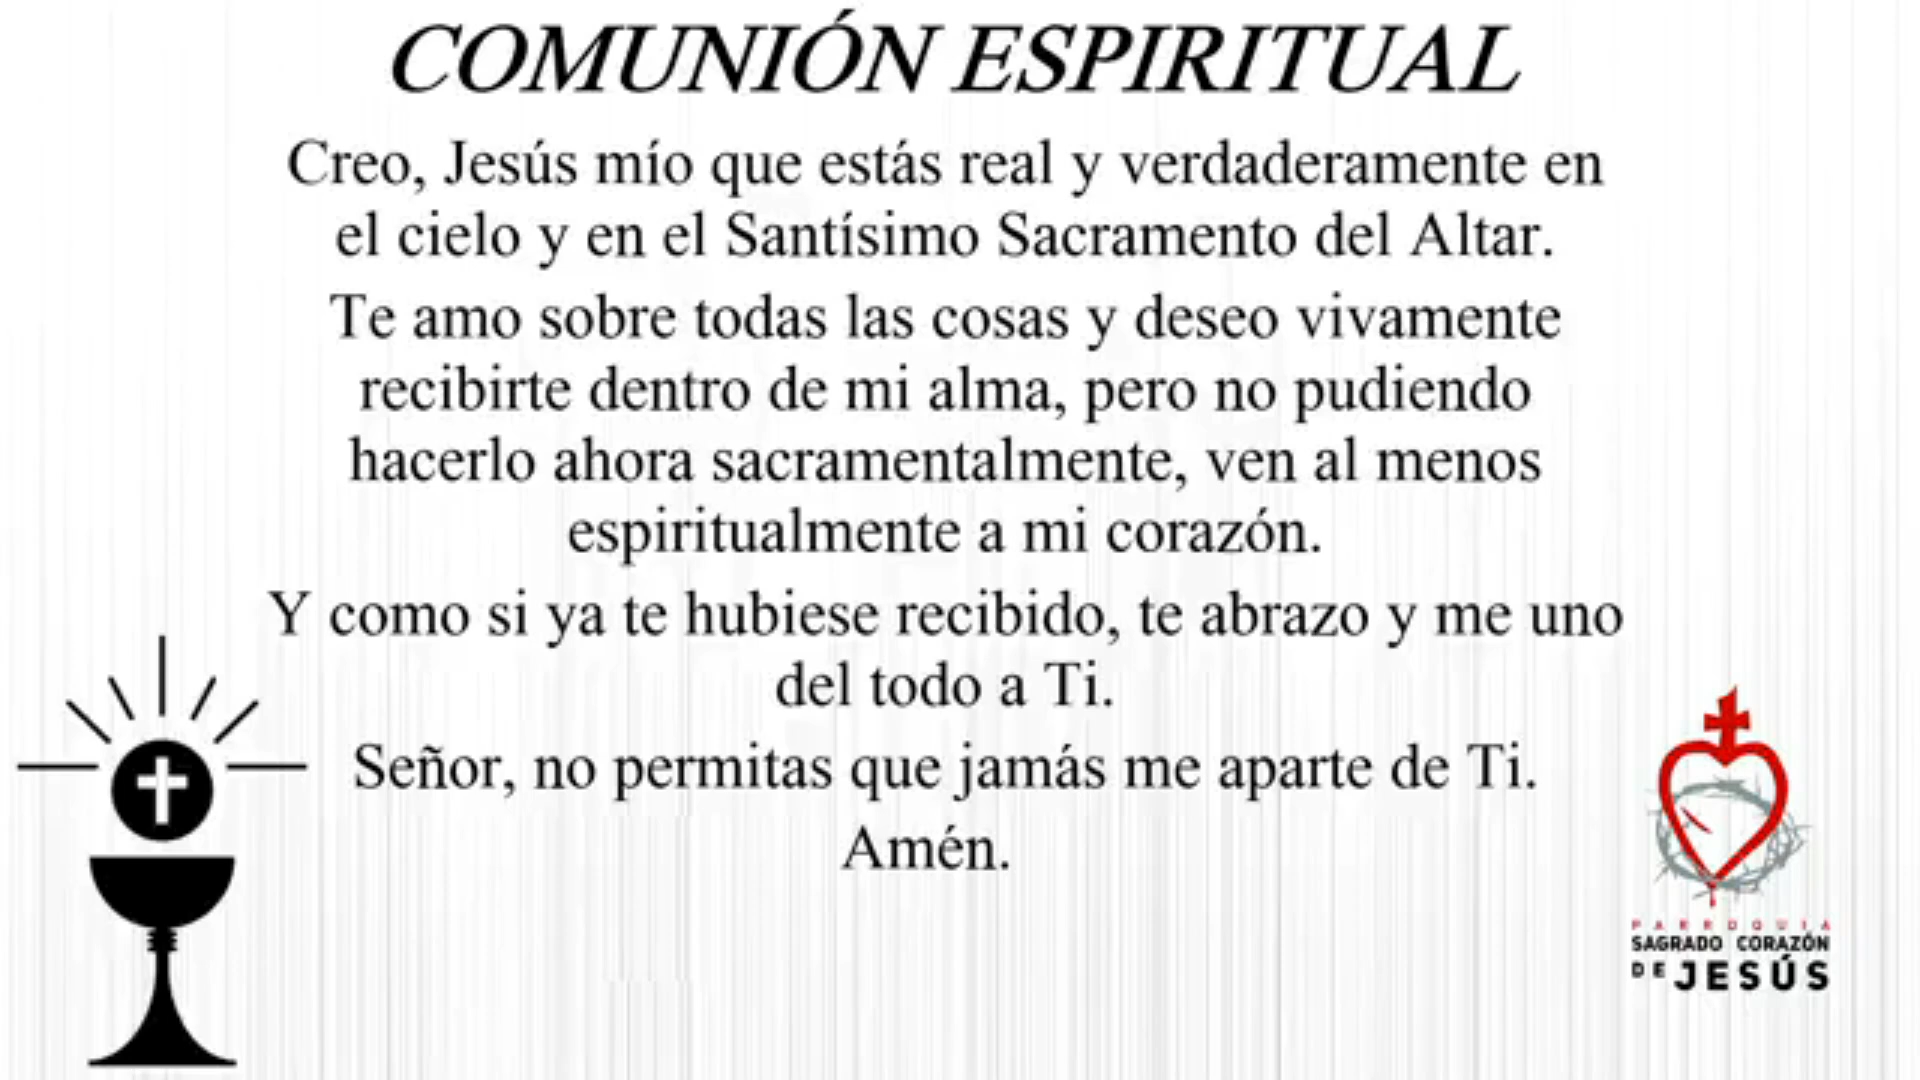 COMUNIÓN ESPIRITUAL
Creo, Jesús mío que estás real y verdaderamente en
el cielo y en el Santísimo Sacramento del Altar.
Te amo sobre todas las cosas y deseo vivamente
recibirte dentro de mi alma, pero no pudiendo
hacerlo ahora sacramentalmente, ven al menos
espiritualmente a mi corazón.
Y como si ya te hubiese recibido, te abrazo y me uno
del todo a Ti.
Señor, no permitas que jamás me aparte de Ti.
Amén.
PARROQUIA
SAGRADO CORAZÓN
DE JESÚS